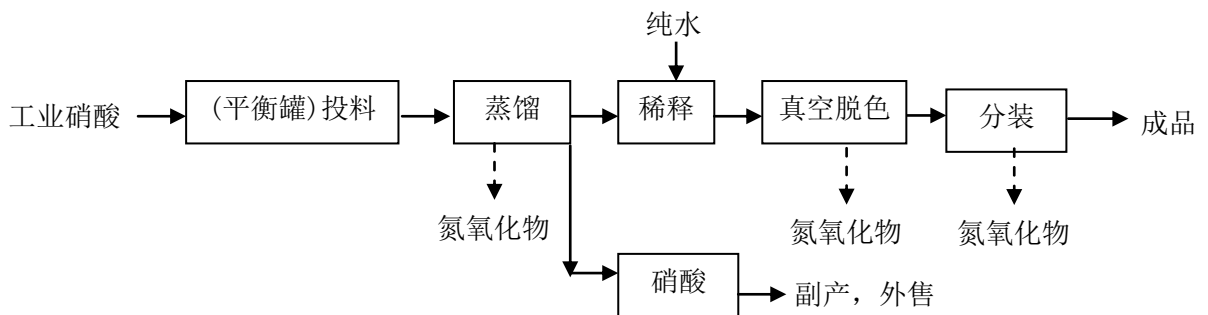 纯水
工业硝酸
(平衡罐)投料
蒸馏
稀释
真空脱色
分装
成品
氮氧化物
氮氧化物
氮氧化物
硝酸
副产，外售